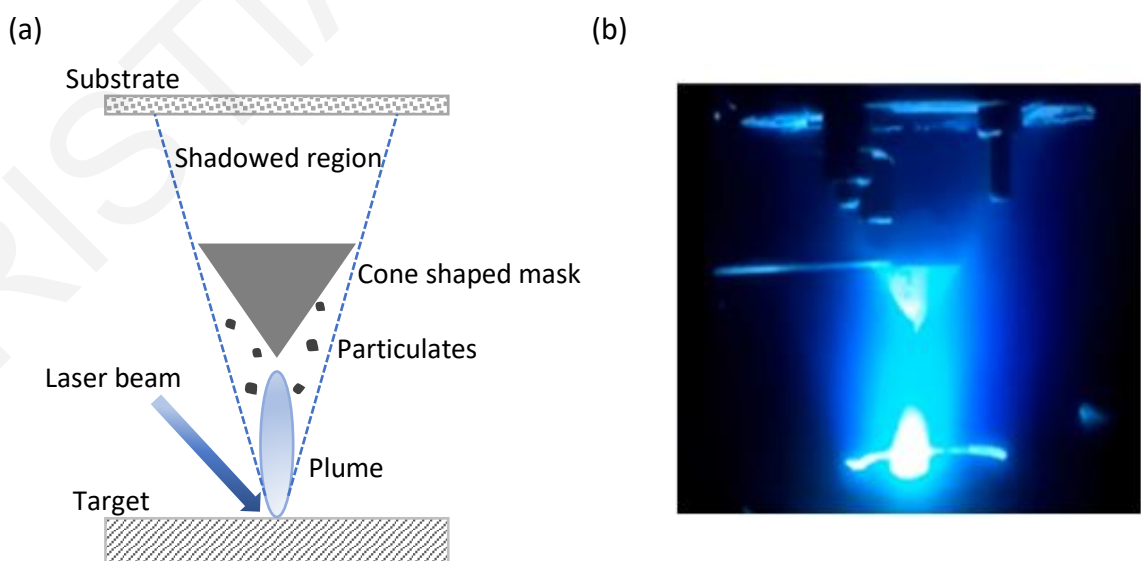 (a)
(b)
Substrate
Shadowed region
Cone shaped mask
Particulates
Laser beam
Plume
Target